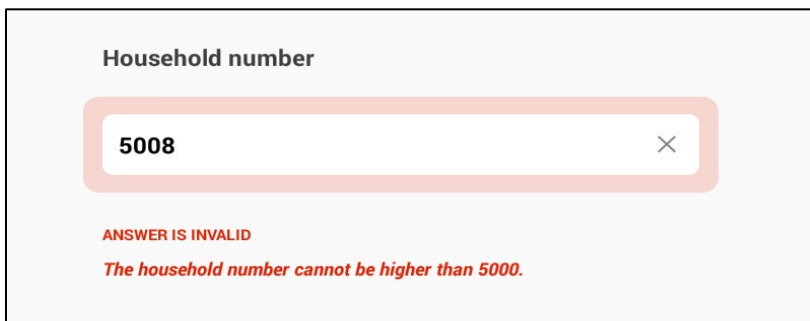 Household number
5008
ANSWER IS INVALID
The household number cannot be higher than 5000.